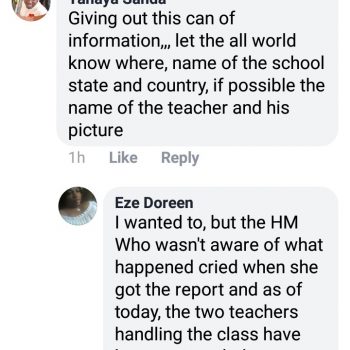 Tanaya Sanda
Giving out this can of
information,,, let the all world
know where, name of the school
state and country, if possible the
name of the teacher and his
picture
1h Like Reply
Eze Doreen
I wanted to, but the HM
Who wasn't aware of what
happened cried when she
got the report and as of
today, the two teachers
handling the class have